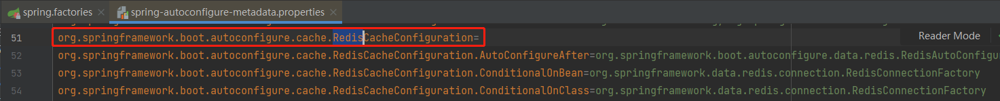 spring.factories
spring-autoconfigure-metadata.properties
51 org.springframework.boot.autoconfigure.cache.RedisCacheConfiguration=
Reader Mode
52 org.springframework.boot.autoconfigure.cache.RedisCacheConfiguration.AutoConfigureAfter=org.springframework.boot.autoconfigure.data.redis.RedisAutoConfigu
53 org.springframework.boot.autoconfigure.cache.RedisCacheConfiguration.ConditionalOnBean=org.springframework.data.redis.connection.RedisConnectionFactory
54 org.springframework.boot.autoconfigure.cache.RedisCacheConfiguration.ConditionalOnClass=org.springframework.data.redis.connection.RedisConnectionFactory